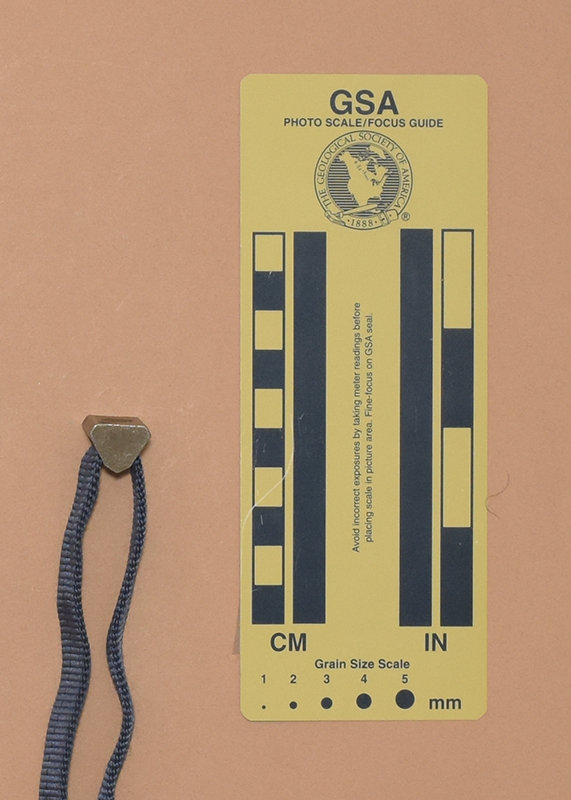 GSA
PHOTO SCALE/FOCUS GUIDE
THE GEOLOGICAL SOCIETY OF AMERICA
·1888·
®
Avoid incorrect exposures by taking meter readings before
placing scale in picture area. Fine-focus on GSA seal.
CM
IN
Grain Size Scale
1 2 3 4 5
mm